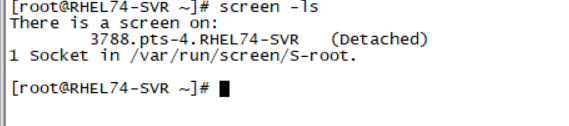 [root@RHEL74-SVR ~]# screen -ls
There is a screen on:
3788.pts-4.RHEL74-SVR (Detached)
1 Socket in /var/run/screen/S-root.
[root@RHEL74-SVR ~]#